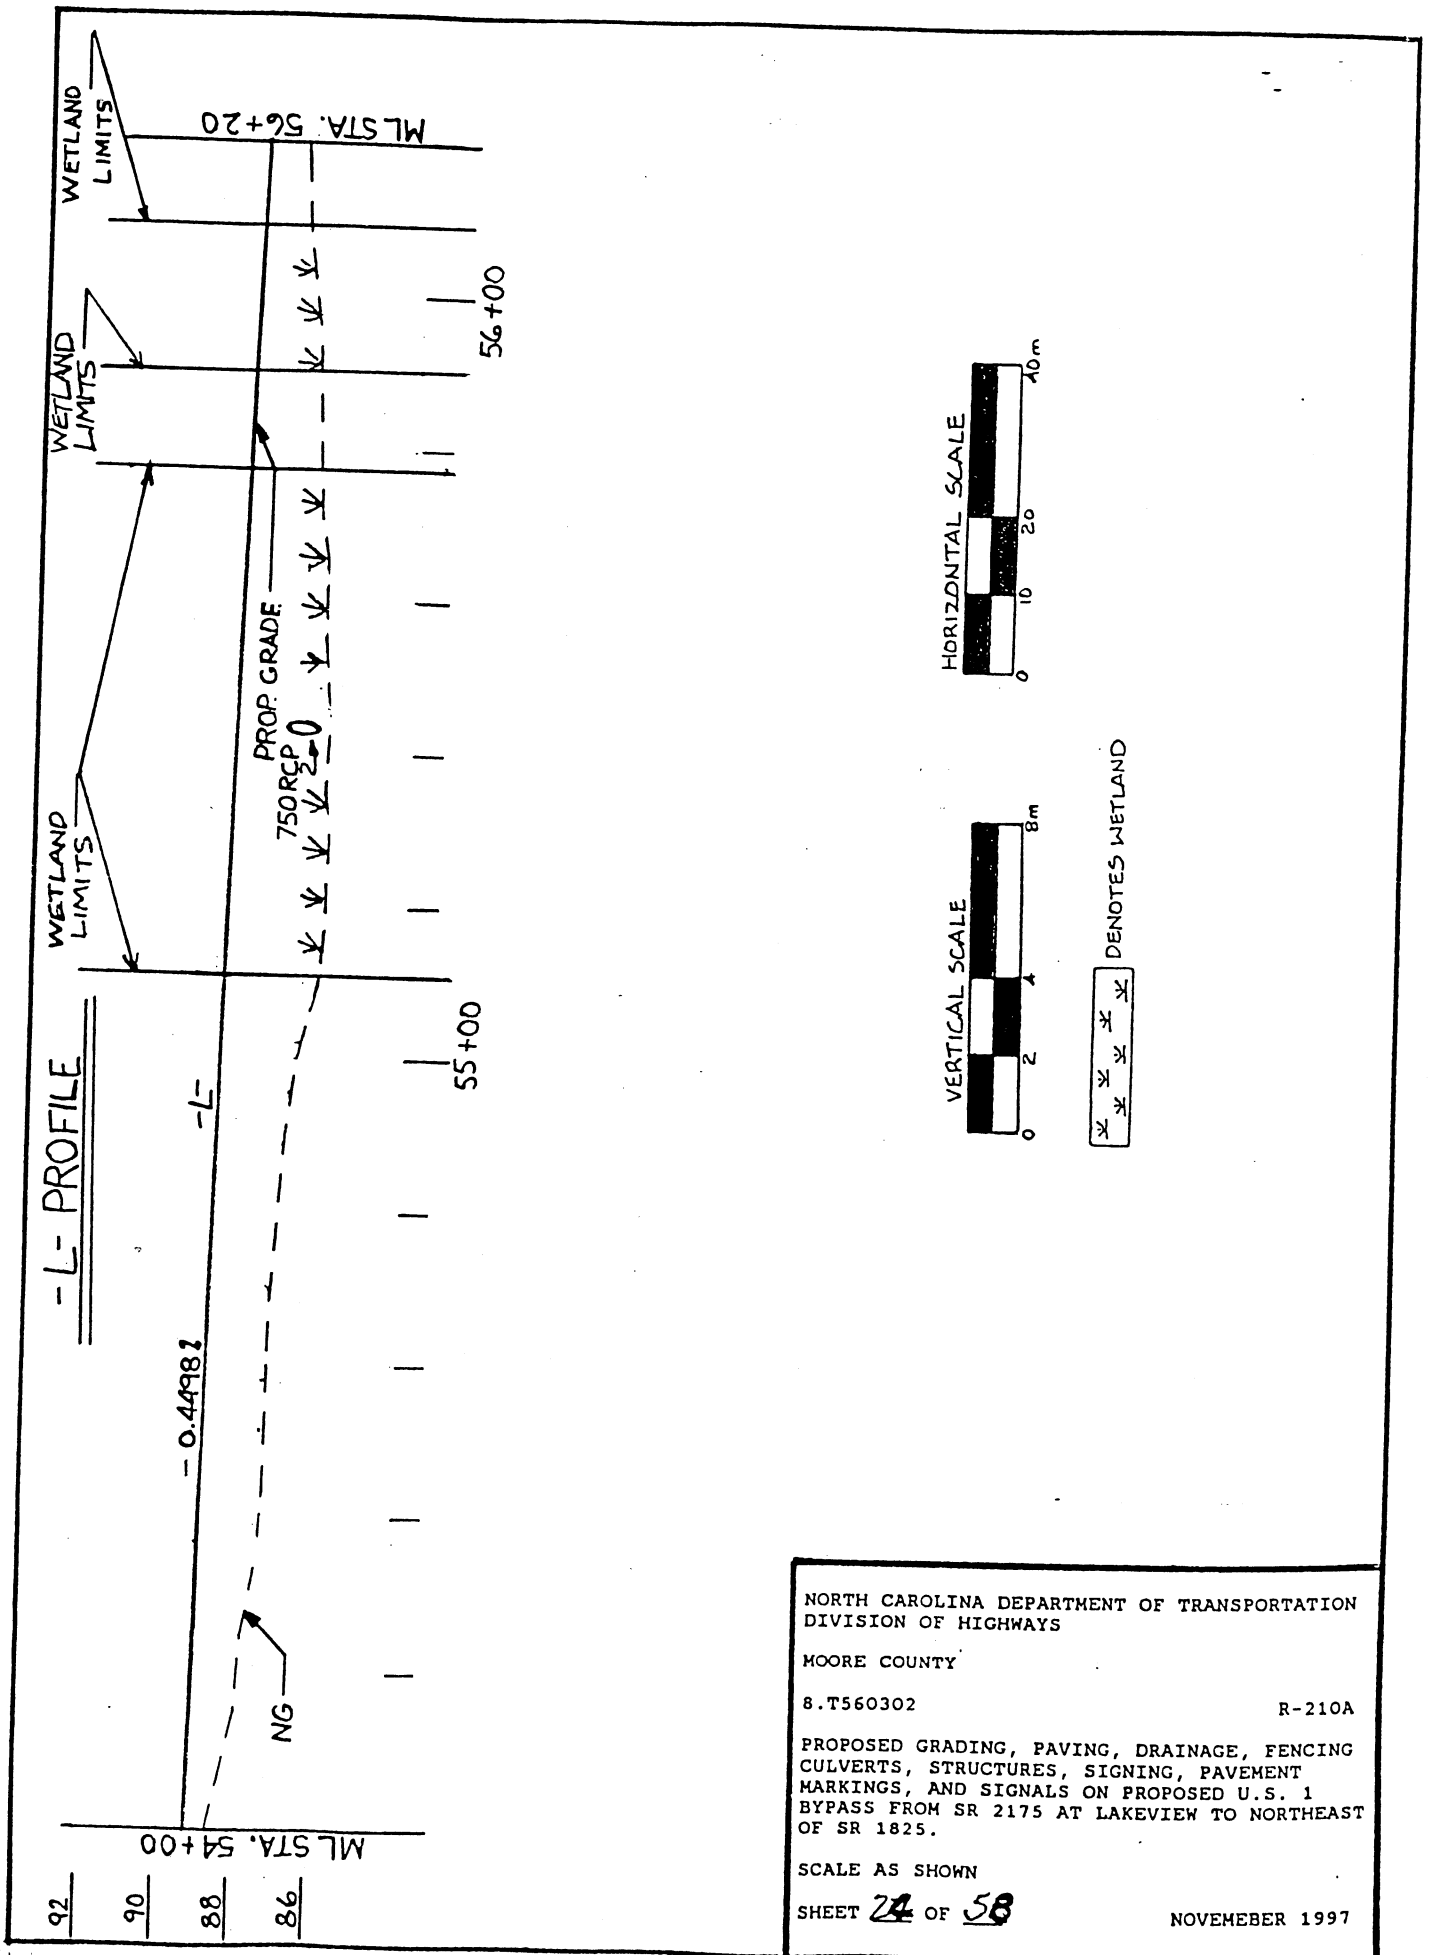 - L - PROFILE
WETLAND
LIMITS
WETLAND
LIMITS
WETLAND
LIMITS
92
90
88
86
ML STA. 54+00
NG
- 0.4498%
-L-
750RCP
PROP. GRADE
ML STA. 56+20
55+00
56+00
VERTICAL SCALE
0 2 4 8m
HORIZONTAL SCALE
0 10 20 40m
DENOTES WETLAND
NORTH CAROLINA DEPARTMENT OF TRANSPORTATION
DIVISION OF HIGHWAYS
MOORE COUNTY
8.T560302 R-210A
PROPOSED GRADING, PAVING, DRAINAGE, FENCING
CULVERTS, STRUCTURES, SIGNING, PAVEMENT
MARKINGS, AND SIGNALS ON PROPOSED U.S. 1
BYPASS FROM SR 2175 AT LAKEVIEW TO NORTHEAST
OF SR 1825.
SCALE AS SHOWN
SHEET 24 OF 58 NOVEMEBER 1997